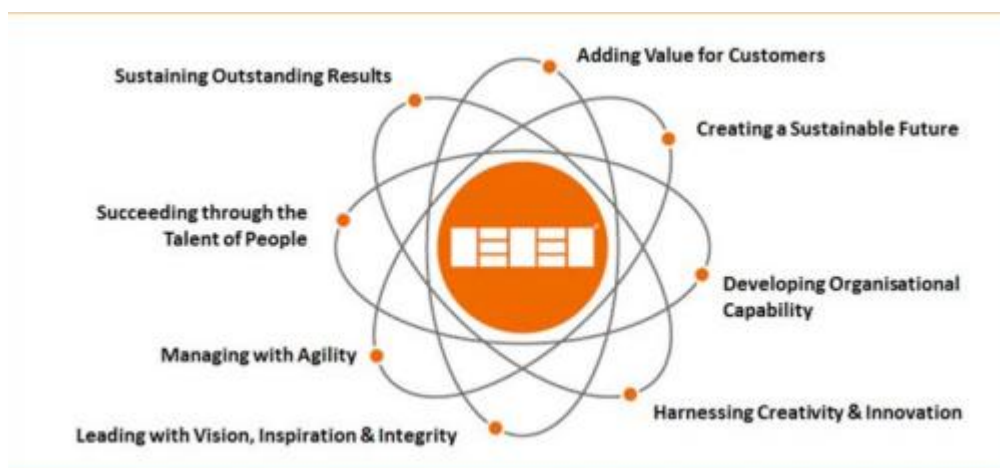 Adding Value for Customers
Sustaining Outstanding Results
Creating a Sustainable Future
Succeeding through the
Talent of People
Developing Organisational
Capability
Managing with Agility
Harnessing Creativity & Innovation
Leading with Vision, Inspiration & Integrity